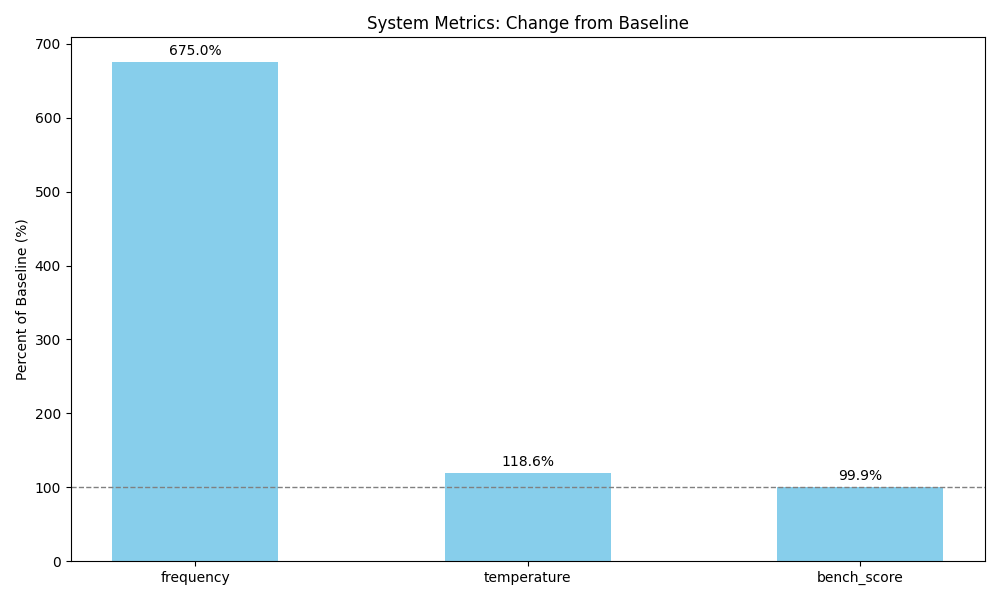 System Metrics: Change from Baseline
Percent of Baseline (%)
700
600
500
400
300
200
100
0
675.0%
118.6%
99.9%
frequency
temperature
bench_score